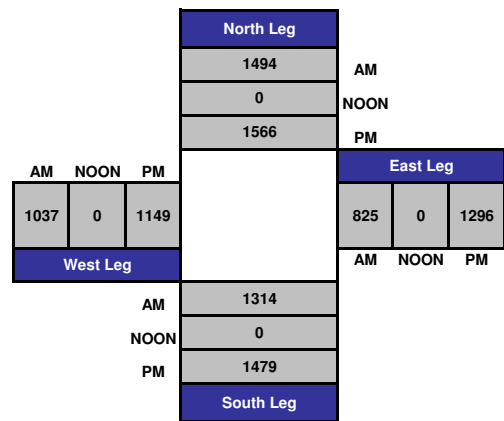 North Leg
1494 AM
0 NOON
1566 PM
AM NOON PM East Leg
1037 0 1149 825 0 1296
West Leg AM NOON PM
AM 1314
NOON 0
PM 1479
South Leg